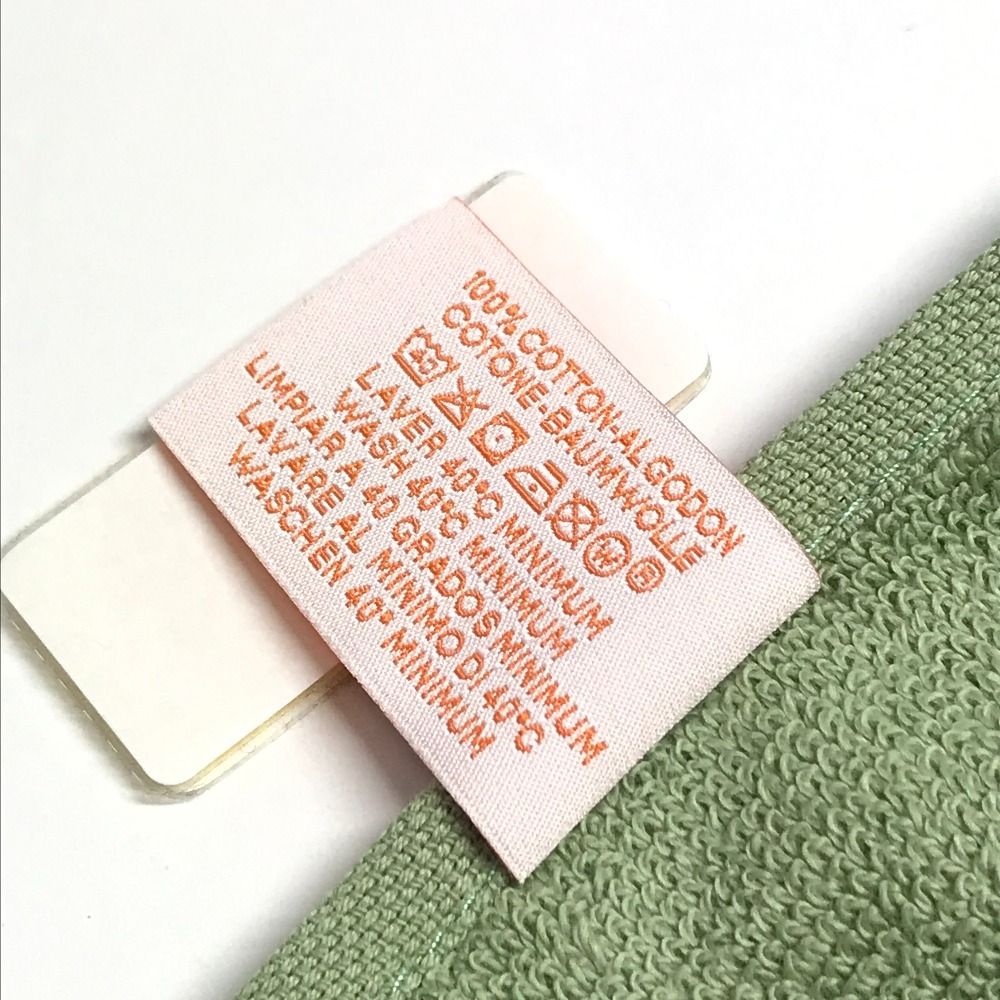 100% COTTON-ALGODON
COTONE-BAUMWOLLE
LAVER 40°C MINIMUM
WASH 40°C MINIMUM
LIMPIAR A 40 GRADOS MINIMUM
LAVARE AL MINIMO DI 40°C
WASCHEN 40° MINIMUM